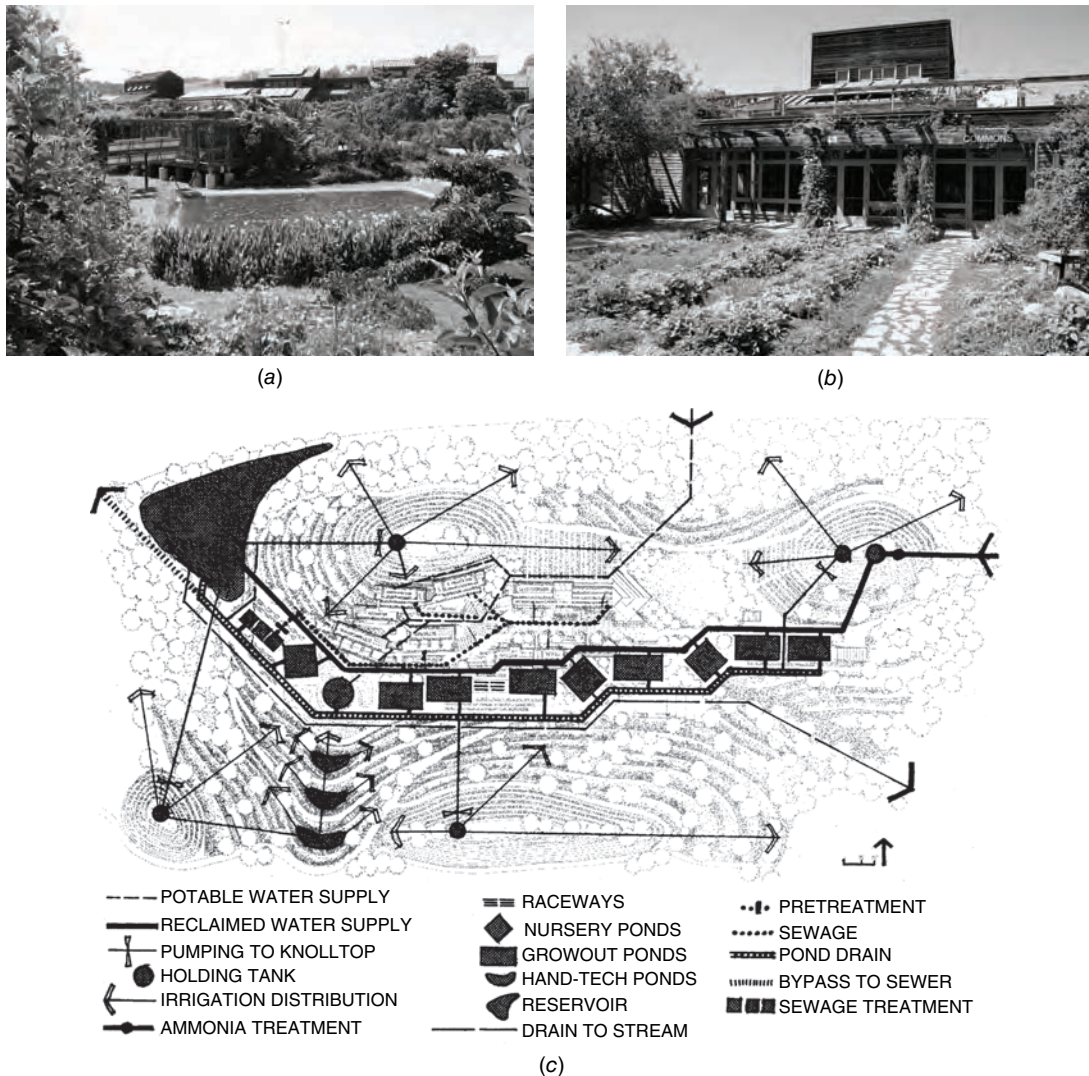 COMMONS
(a)
(b)
POTABLE WATER SUPPLY
RECLAIMED WATER SUPPLY
PUMPING TO KNOLLTOP
HOLDING TANK
IRRIGATION DISTRIBUTION
AMMONIA TREATMENT
RACEWAYS
NURSERY PONDS
GROWOUT PONDS
HAND-TECH PONDS
RESERVOIR
DRAIN TO STREAM
PRETREATMENT
SEWAGE
POND DRAIN
BYPASS TO SEWER
SEWAGE TREATMENT
(c)